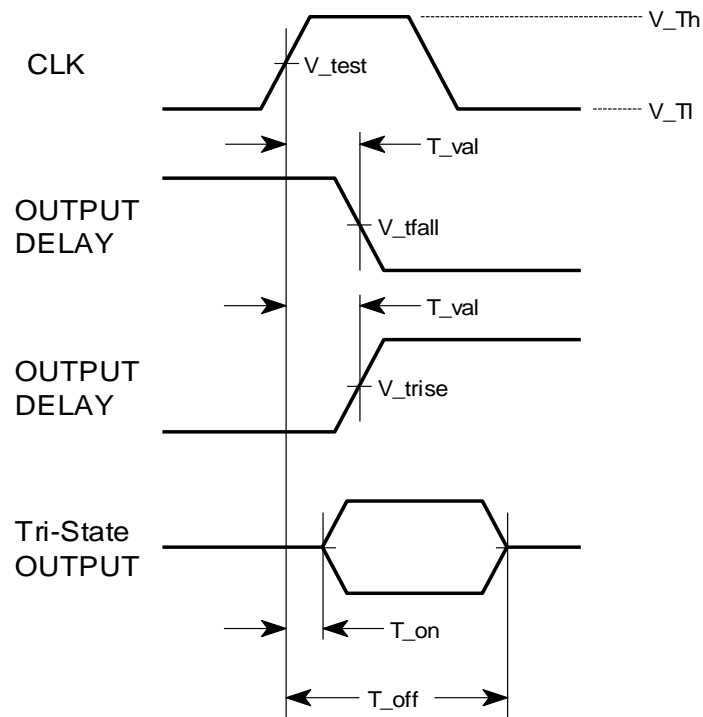 V_Th
CLK
V_test
V_Tl
T_val
OUTPUT
DELAY
V_tfall
T_val
OUTPUT
DELAY
V_trise
Tri-State
OUTPUT
T_on
T_off